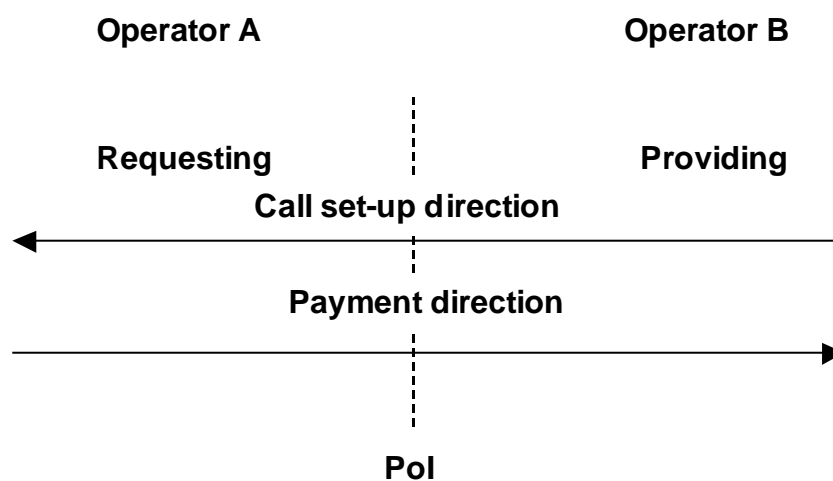 Operator A Operator B
Requesting Providing
Call set-up direction
Payment direction
PoI